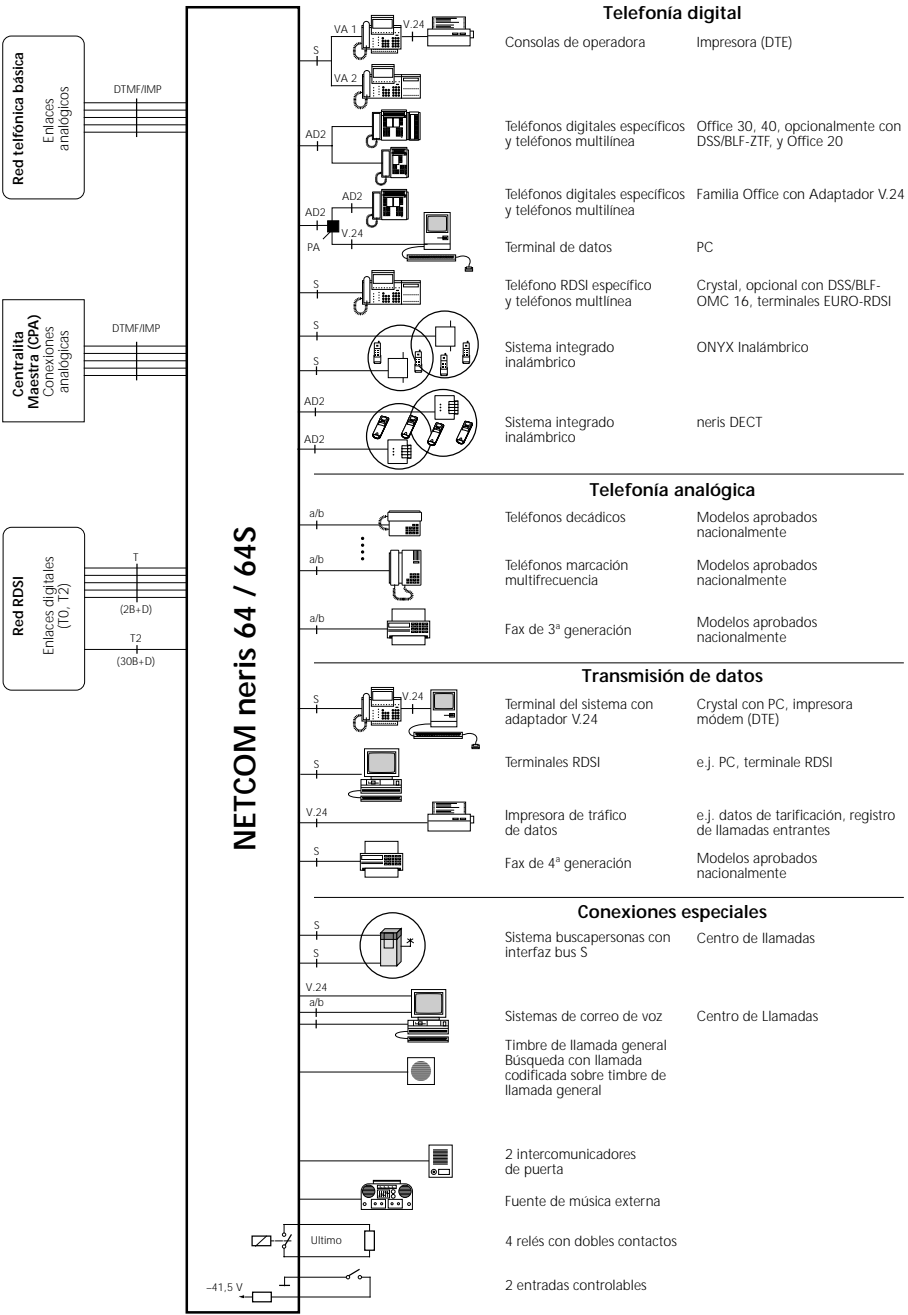 Red telfónica básica
Enlaces
analógicos
DTMF/IMP
Centralita
Maestra (CPA)
Conexiones
analógicas
DTMF/IMP
Red RDSI
Enlaces digitales
(T0, T2)
T
(2B+D)
T2
(30B+D)
NETCOM neris 64 / 64S
Telefonía digital
S
VA 1
V.24
VA 2
Consolas de operadora
Impresora (DTE)
AD2
Teléfonos digitales específicos
y teléfonos multilínea
Office 30, 40, opcionalmente con
DSS/BLF-ZTF, y Office 20
AD2
AD2
V.24
PA
Teléfonos digitales específicos
y teléfonos multilínea
Familia Office con Adaptador V.24
Terminal de datos
PC
S
Teléfono RDSI específico
y teléfonos multlínea
Crystal, opcional con DSS/BLF-
OMC 16, terminales EURO-RDSI
S
S
Sistema integrado
inalámbrico
ONYX Inalámbrico
AD2
AD2
Sistema integrado
inalámbrico
neris DECT
Telefonía analógica
a/b
Teléfonos decádicos
Modelos aprobados
nacionalmente
a/b
Teléfonos marcación
multifrecuencia
Modelos aprobados
nacionalmente
a/b
Fax de 3ª generación
Modelos aprobados
nacionalmente
Transmisión de datos
S
V.24
Terminal del sistema con
adaptador V.24
Crystal con PC, impresora
módem (DTE)
S
Terminales RDSI
e.j. PC, terminale RDSI
V.24
Impresora de tráfico
de datos
e.j. datos de tarificación, registro
de llamadas entrantes
S
Fax de 4ª generación
Modelos aprobados
nacionalmente
Conexiones especiales
S
S
Sistema buscapersonas con
interfaz bus S
Centro de llamadas
V.24
a/b
Sistemas de correo de voz
Centro de Llamadas
Timbre de llamada general
Búsqueda con llamada
codificada sobre timbre de
llamada general
2 intercomunicadores
de puerta
Fuente de música externa
Ultimo
4 relés con dobles contactos
–41,5 V
2 entradas controlables